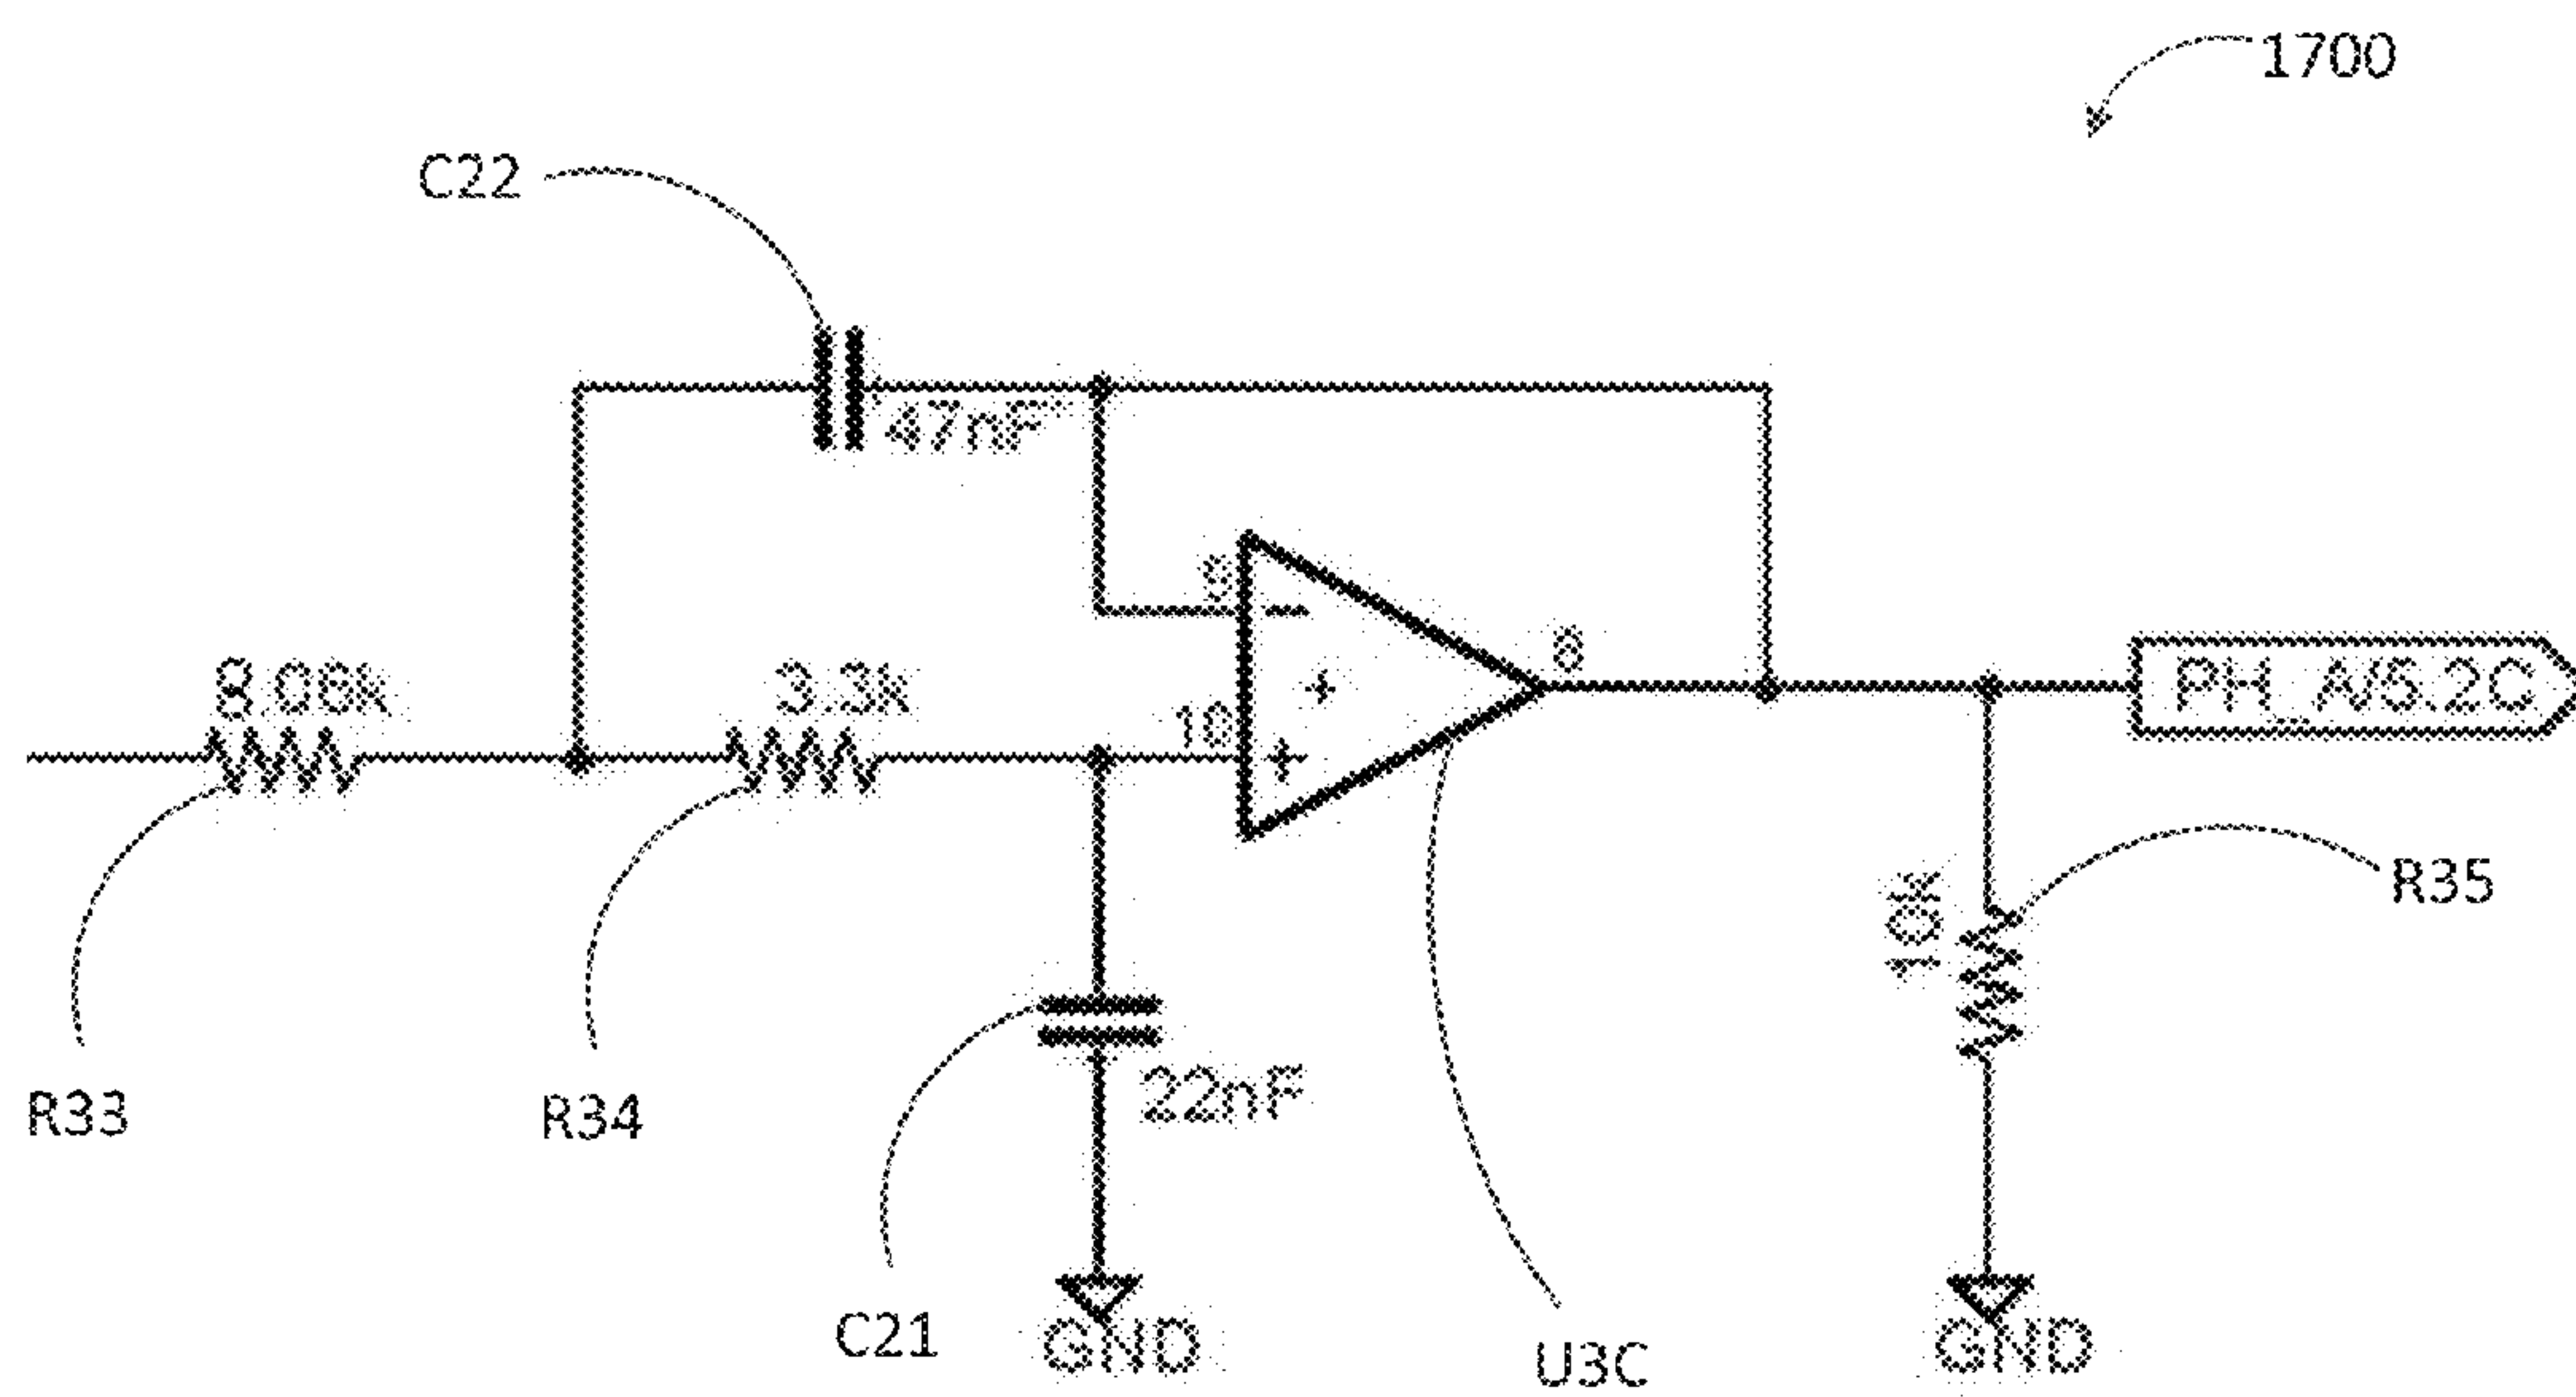 1700
C22
47nF
9
8.06k
3.3k
10
8
PH_A/5.2C
10k
R35
22nF
R33
R34
C21
GND
U3C
GND